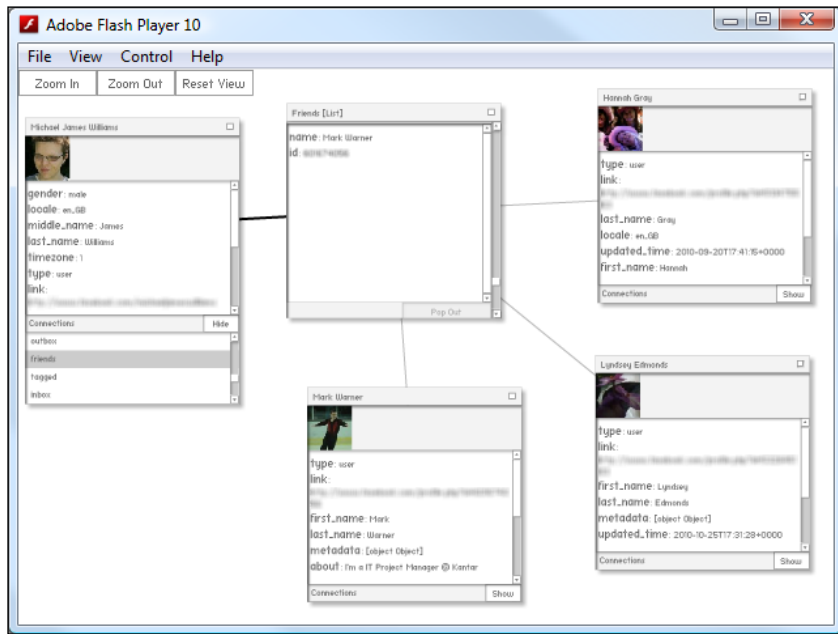 Adobe Flash Player 10
File View Control Help
Zoom In Zoom Out Reset View
Michael James Williams
gender: male
locale: en_GB
middle_name: James
last_name: Williams
timezone: 1
type: user
link:
Connections Hide
outbox
friends
tagged
inbox
Friends [List]
name: Mark Warner
id:
Pop Out
Hannah Gray
type: user
link:
last_name: Gray
locale: en_GB
updated_time: 2010-09-20T17:41:15+0000
first_name: Hannah
Connections Show
Mark Warner
type: user
link:
first_name: Mark
last_name: Warner
metadata: [object Object]
about: I'm a IT Project Manager @ Kantar
Connections Show
Lyndsey Edmonds
type: user
link:
first_name: Lyndsey
last_name: Edmonds
metadata: [object Object]
updated_time: 2010-10-25T17:31:28+0000
Connections Show